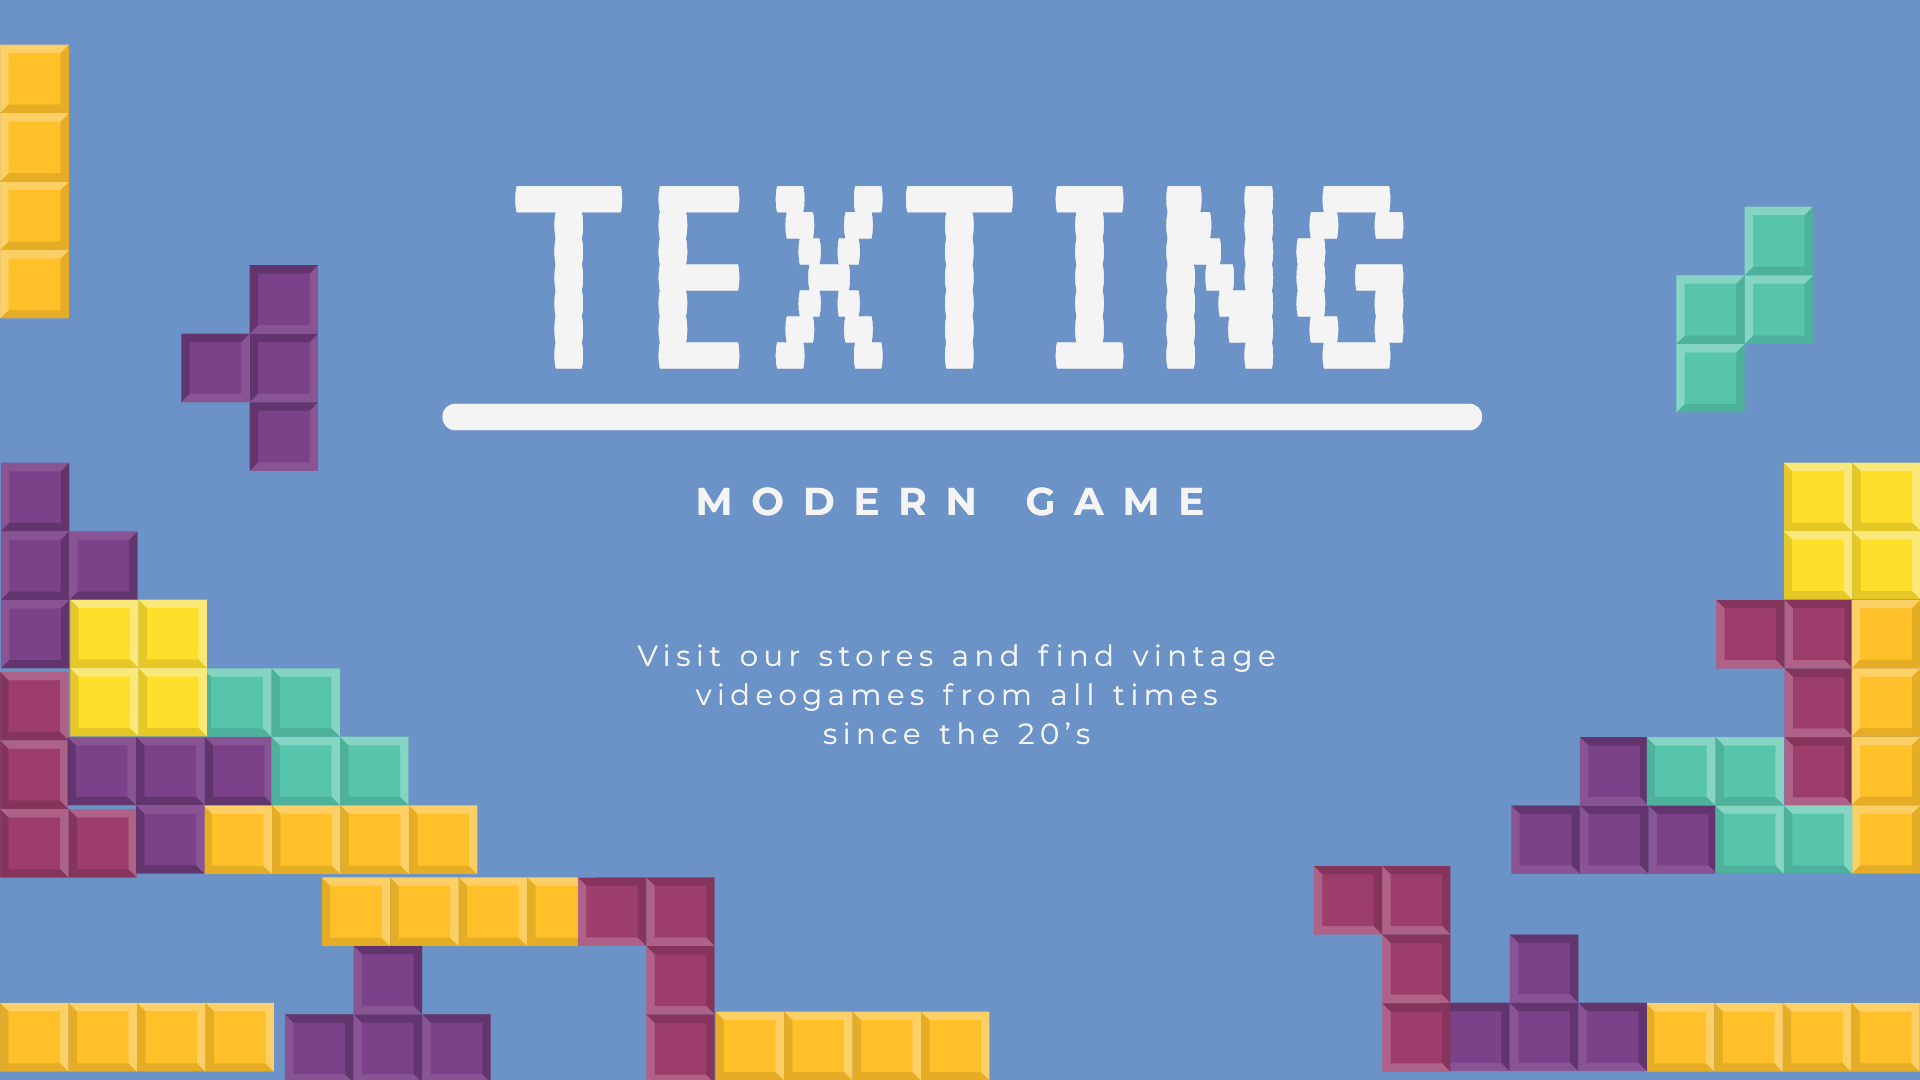 TEXTING
MODERN GAME
Visit our stores and find vintage
videogames from all times
since the 20’s